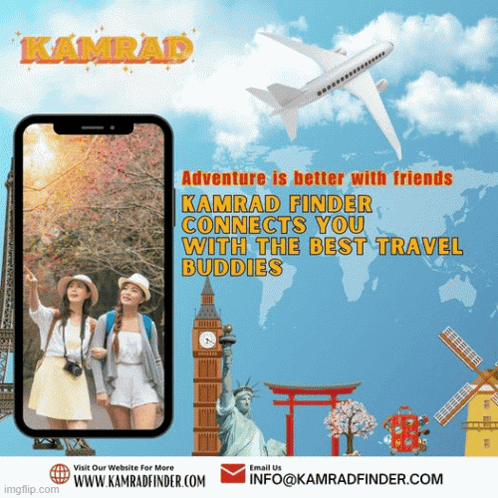 KAMRAD
Adventure is better with friends
KAMRAD FINDER
CONNECTS YOU
WITH THE BEST TRAVEL
BUDDIES
Visit Our Website For More
WWW.KAMRADFINDER.COM
Email Us
INFO@KAMRADFINDER.COM
imgflip.com